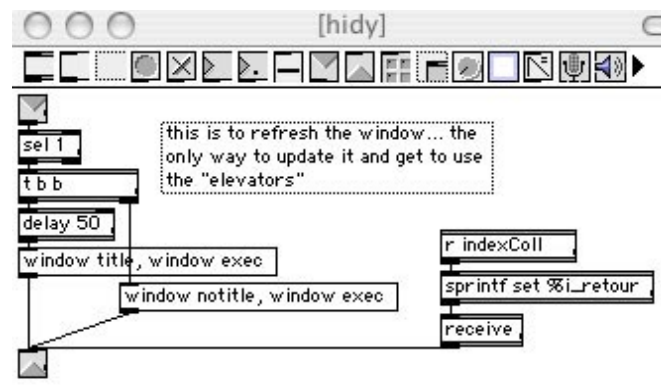 [hidy]
this is to refresh the window... the
only way to update it and get to use
the "elevators"
sel 1
t b b
delay 50
window title, window exec
window notitle, window exec
r indexColl
sprintf set %i_retour
receive